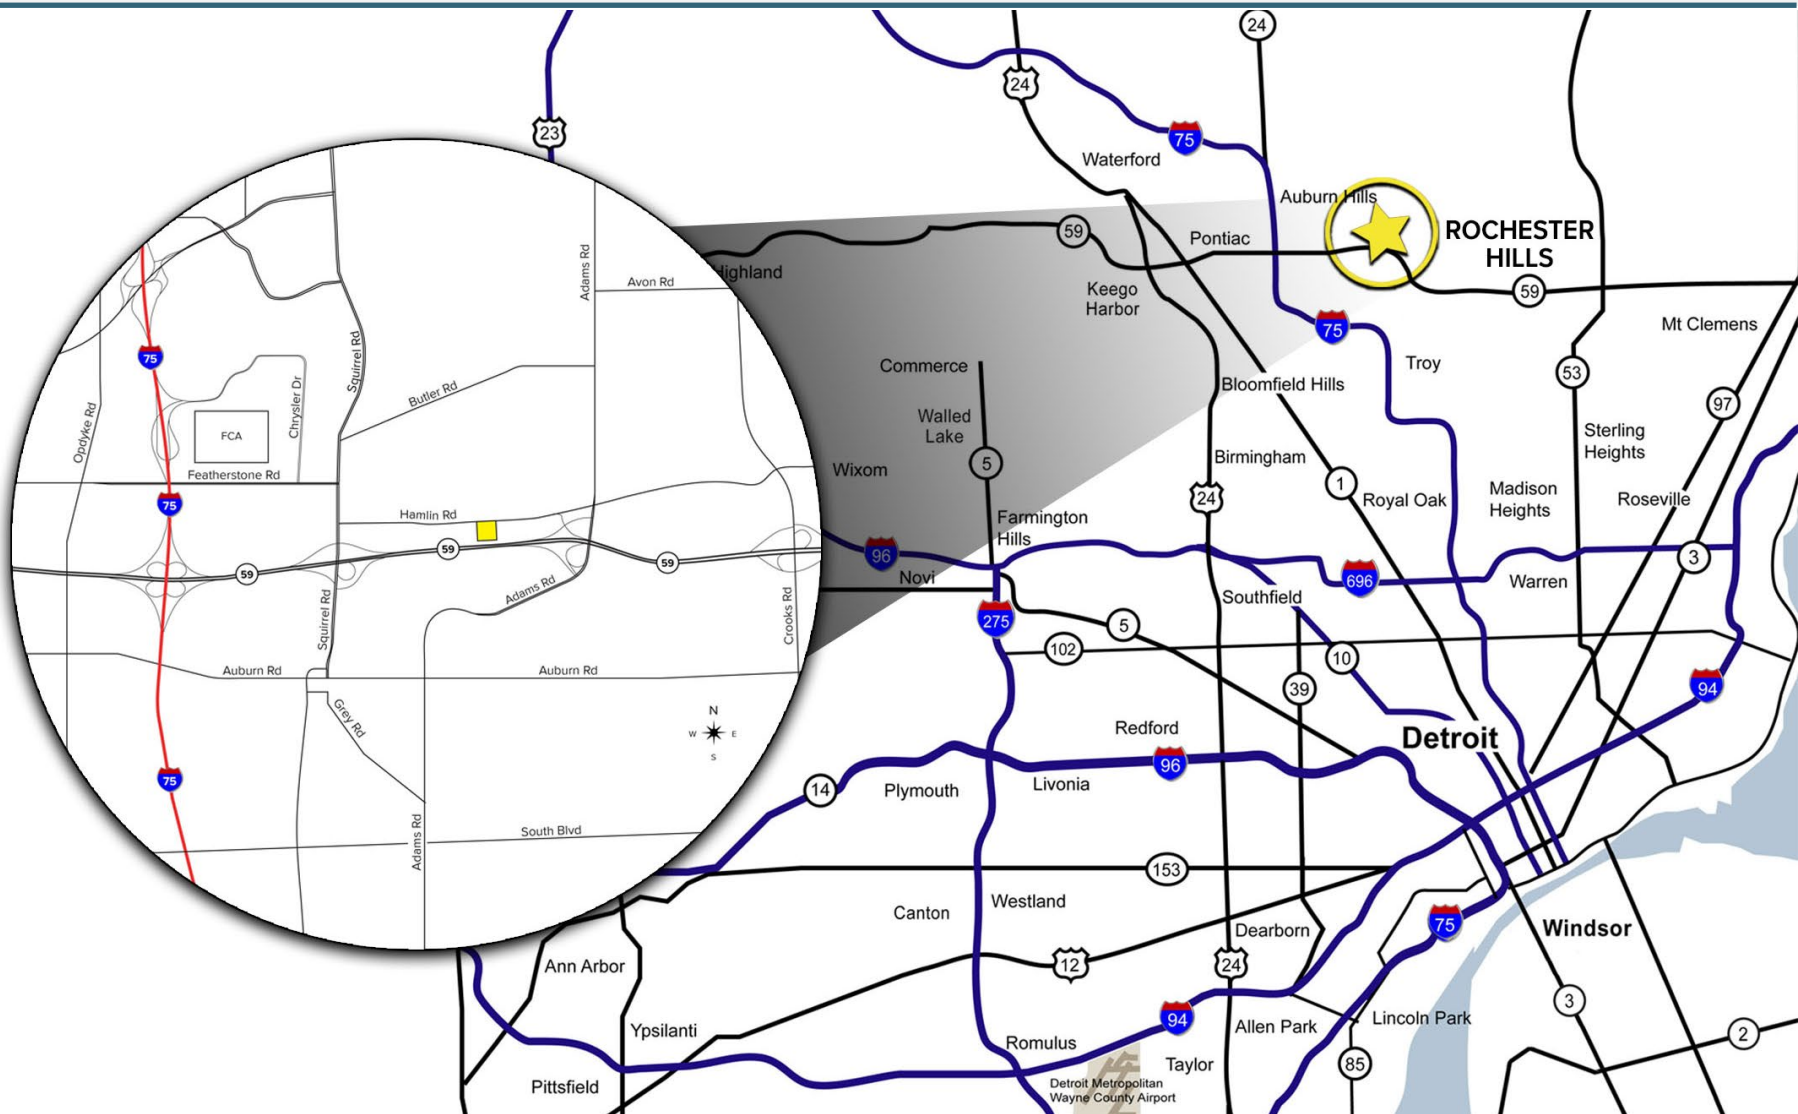 24
24
23
75
Waterford
Auburn Hills
ROCHESTER
HILLS
59
Pontiac
Highland
Keego
Harbor
59
75
Mt Clemens
Troy
53
Commerce
Bloomfield Hills
97
Walled
Lake
Sterling
Heights
Wixom
5
Birmingham
1
24
Royal Oak
Madison
Heights
Roseville
Farmington
Hills
96
Novi
696
Warren
3
Southfield
275
5
102
10
39
94
Redford
Detroit
96
14
Plymouth
Livonia
153
Canton
Westland
Dearborn
75
Windsor
Ann Arbor
12
24
3
94
Allen Park
Lincoln Park
2
Ypsilanti
Romulus
Taylor
85
Pittsfield
Detroit Metropolitan
Wayne County Airport
Adams Rd
Avon Rd
75
Squirrel Rd
Butler Rd
Opdyke Rd
Chrysler Dr
FCA
Featherstone Rd
75
Hamlin Rd
59
59
59
Adams Rd
Squirrel Rd
Crooks Rd
Auburn Rd
Auburn Rd
Grey Rd
N
W
E
S
75
South Blvd
Adams Rd